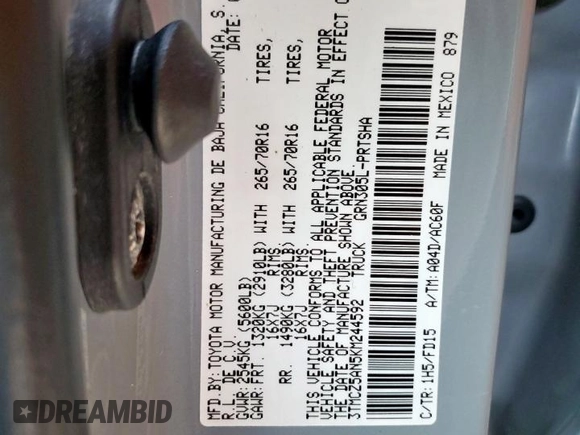 MFD.BY: TOYOTA MOTOR MANUFACTURING DE BAJA CALIFORNIA, S.
R.L. DE C.V. DATE:
GVWR: 2545KG (5600LB)
GAWR: FRT. 1320KG (2910LB) WITH 265/70R16 TIRES,
16X7J RIMS,
RR. 1490KG (3280LB) WITH 265/70R16 TIRES,
16X7J RIMS.
THIS VEHICLE CONFORMS TO ALL APPLICABLE FEDERAL MOTOR
VEHICLE SAFETY AND THEFT PREVENTION STANDARDS IN EFFECT O
THE DATE OF MANUFACTURE SHOWN ABOVE.
3TMCZ5AN5KM244592 TRUCK GRN305L-PRTSHA
C/TR: 1H5/FD15 A/TM: A04D/AC60F MADE IN MEXICO 879
DREAMBID